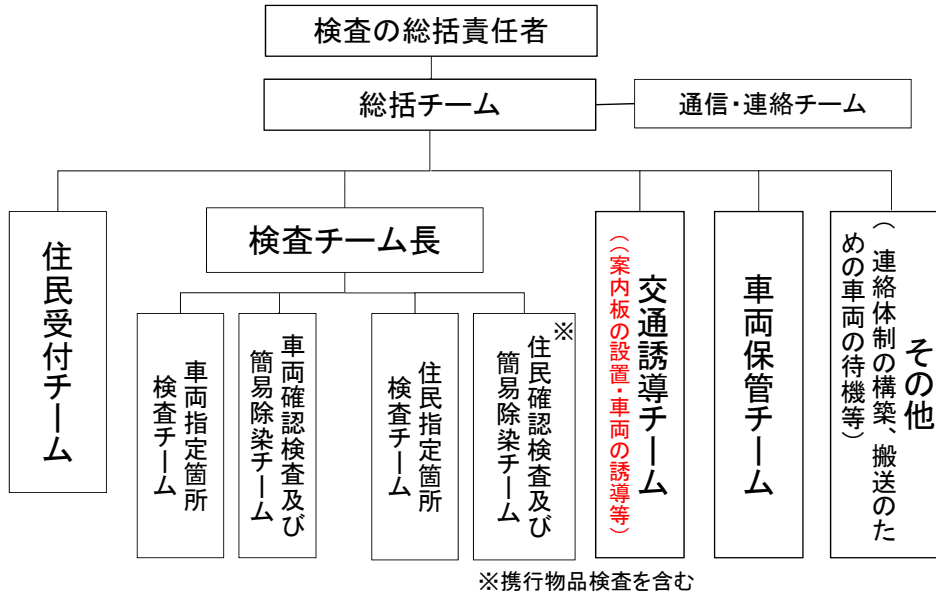 検査の総括責任者
総括チーム
通信・連絡チーム
住民受付チーム
検査チーム長
車両指定箇所
検査チーム
車両確認検査及び
簡易除染チーム
住民指定箇所
検査チーム
※
住民確認検査及び
簡易除染チーム
交通誘導チーム
(（案内板の設置・車両の誘導等）
車両保管チーム
その他
（ 連絡体制の構築、搬送のた
めの車両の待機等）
※携行物品検査を含む